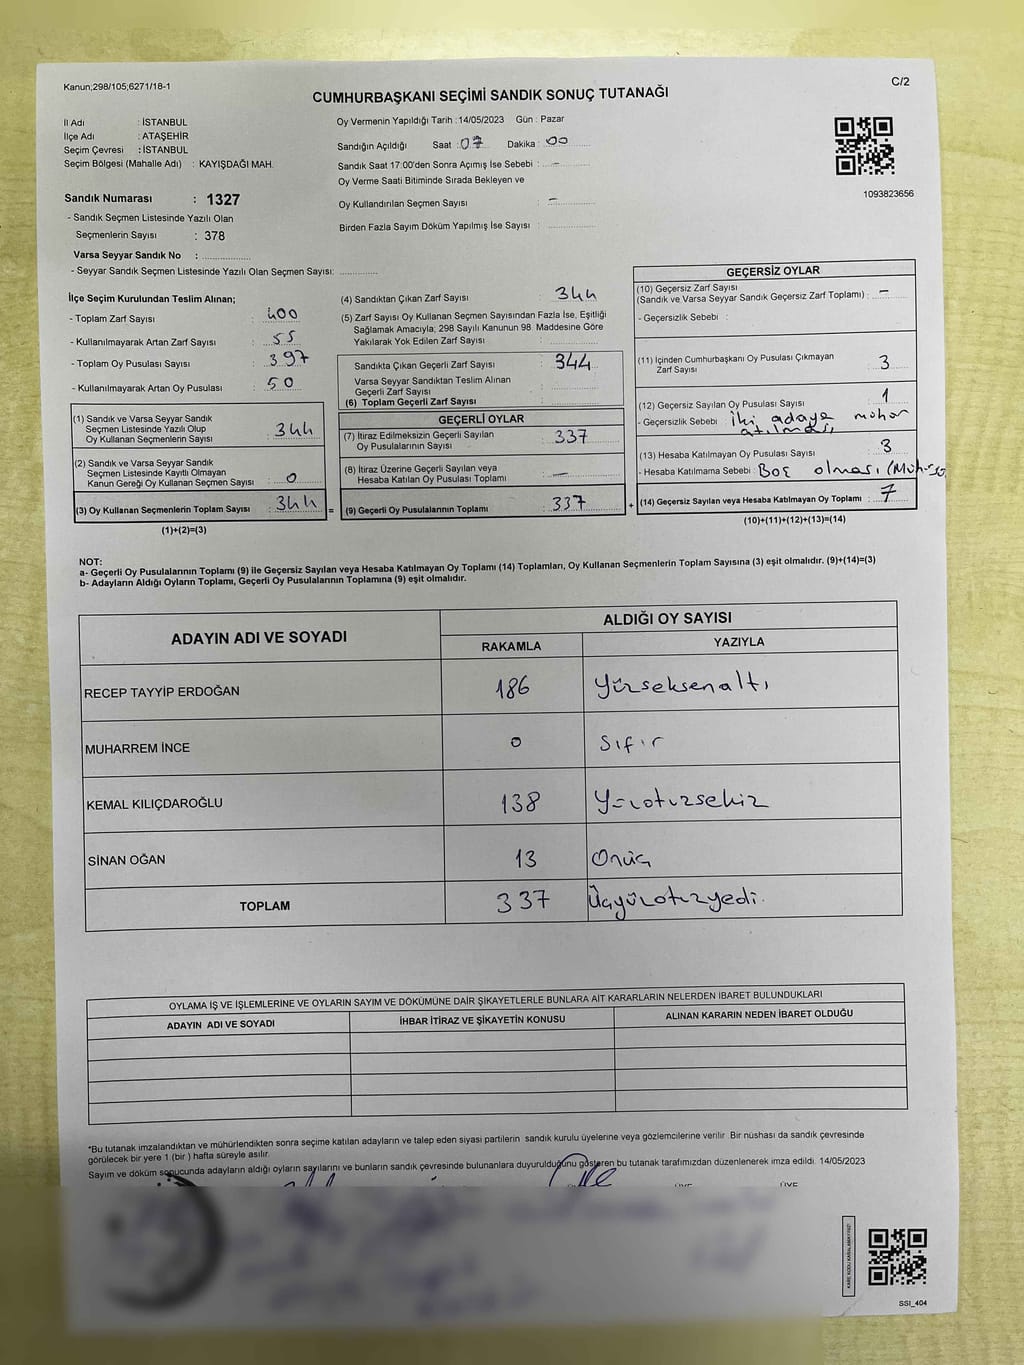 Kanun;298/105;6271/18-1
C/2
CUMHURBAŞKANI SEÇİMİ SANDIK SONUÇ TUTANAĞI
İl Adı : İSTANBUL
İlçe Adı : ATAŞEHİR
Seçim Çevresi : İSTANBUL
Seçim Bölgesi (Mahalle Adı) : KAYIŞDAĞI MAH.
Sandık Numarası : 1327
- Sandık Seçmen Listesinde Yazılı Olan
Seçmenlerin Sayısı : 378
Varsa Seyyar Sandık No :
- Seyyar Sandık Seçmen Listesinde Yazılı Olan Seçmen Sayısı:
Oy Vermenin Yapıldığı Tarih :14/05/2023 Gün : Pazar
Sandığın Açıldığı Saat : 07 Dakika : 00
Sandık Saat 17:00'den Sonra Açımış İse Sebebi : -
Oy Verme Saati Bitiminde Sırada Bekleyen ve
Oy Kullandırılan Seçmen Sayısı : -
Birden Fazla Sayım Döküm Yapılmış İse Sayısı :
1093823656
İlçe Seçim Kurulundan Teslim Alınan;
- Toplam Zarf Sayısı : 400
- Kullanılmayarak Artan Zarf Sayısı : 55
- Toplam Oy Pusulası Sayısı : 397
- Kullanılmayarak Artan Oy Pusulası : 50
(1) Sandık ve Varsa Seyyar Sandık
Seçmen Listesinde Yazılı Olup
Oy Kullanan Seçmenlerin Sayısı : 344
(2) Sandık ve Varsa Seyyar Sandık
Seçmen Listesinde Kayıtlı Olmayan
Kanun Gereği Oy Kullanan Seçmen Sayısı : 0
(3) Oy Kullanan Seçmenlerin Toplam Sayısı : 344
(1)+(2)=(3)
=
(4) Sandıktan Çıkan Zarf Sayısı : 344
(5) Zarf Sayısı Oy Kullanan Seçmen Sayısından Fazla İse, Eşitliği
Sağlamak Amacıyla; 298 Sayılı Kanunun 98. Maddesine Göre
Yakılarak Yok Edilen Zarf Sayısı :
Sandıkta Çıkan Geçerli Zarf Sayısı : 344
Varsa Seyyar Sandıktan Teslim Alınan
Geçerli Zarf Sayısı :
(6) Toplam Geçerli Zarf Sayısı :
GEÇERLİ OYLAR
(7) İtiraz Edilmeksizin Geçerli Sayılan
Oy Pusulalarının Sayısı : 337
(8) İtiraz Üzerine Geçerli Sayılan veya
Hesaba Katılan Oy Pusulası Toplamı : -
(9) Geçerli Oy Pusulalarının Toplamı : 337
+
GEÇERSİZ OYLAR
(10) Geçersiz Zarf Sayısı
(Sandık ve Varsa Seyyar Sandık Geçersiz Zarf Toplamı) : -
- Geçersizlik Sebebi :
(11) İçinden Cumhurbaşkanı Oy Pusulası Çıkmayan
Zarf Sayısı : 3
(12) Geçersiz Sayılan Oy Pusulası Sayısı : 1
- Geçersizlik Sebebi : İki adaya mühür
atılması
(13) Hesaba Katılmayan Oy Pusulası Sayısı : 3
- Hesaba Katılmama Sebebi : Boş olması
(14) Geçersiz Sayılan veya Hesaba Katılmayan Oy Toplamı : 7
(10)+(11)+(12)+(13)=(14)
NOT:
a- Geçerli Oy Pusulalarının Toplamı (9) ile Geçersiz Sayılan veya Hesaba Katılmayan Oy Toplamı (14) Toplamları, Oy Kullanan Seçmenlerin Toplam Sayısına (3) eşit olmalıdır. (9)+(14)=(3)
b- Adayların Aldığı Oyların Toplamı, Geçerli Oy Pusulalarının Toplamına (9) eşit olmalıdır.
ADAYIN ADI VE SOYADI
ALDIĞI OY SAYISI
RAKAMLA YAZIYLA
RECEP TAYYİP ERDOĞAN 186 Yüzseksenaltı
MUHARREM İNCE 0 Sıfır
KEMAL KILIÇDAROĞLU 138 Yüzotuzsekiz
SİNAN OĞAN 13 Onüç
TOPLAM 337 Üçyüzotuzyedi.
OYLAMA İŞ VE İŞLEMLERİNE VE OYLARIN SAYIM VE DÖKÜMÜNE DAİR ŞİKAYETLERLE BUNLARA AİT KARARLARIN NELERDEN İBARET BULUNDUKLARI
ADAYIN ADI VE SOYADI İHBAR İTİRAZ VE ŞİKAYETİN KONUSU ALINAN KARARIN NEDEN İBARET OLDUĞU
*Bu tutanak imzalandıktan ve mühürlendikten sonra seçime katılan adayların ve talep eden siyasi partilerin sandık kurulu üyelerine veya gözlemcilerine verilir Bir nüshası da sandık çevresinde
görülecek bir yere 1 (bir ) hafta süreyle asılır.
Sayım ve döküm sonucunda adayların aldığı oyların sayılarını ve bunların sandık çevresinde bulunanlara duyurulduğunu gösteren bu tutanak tarafımızdan düzenlenerek imza edildi. 14/05/2023
ÜYE ÜYE
KARE KODU KARALAMAYINIZ!
SSI_404